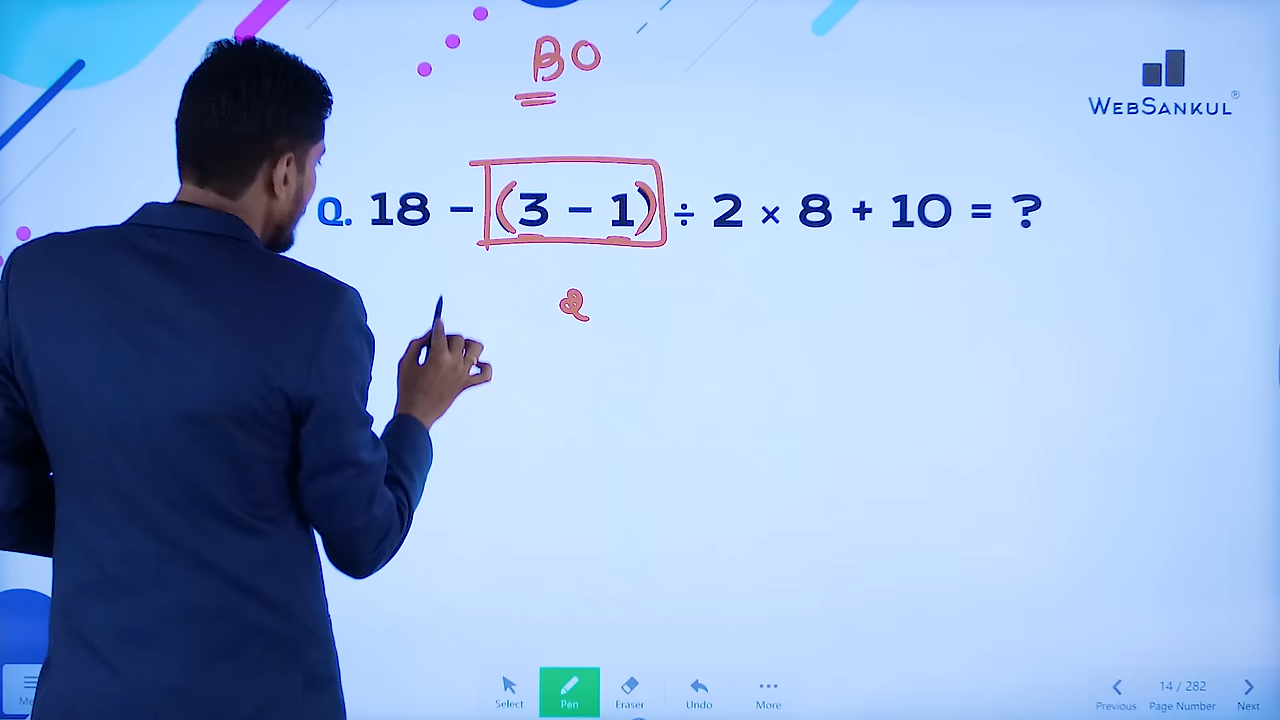 BO
WEBSANKUL®
Q. 18 - (3 - 1) ÷ 2 × 8 + 10 = ?
2
Select
Pen
Eraser
Undo
More
Previous
14 / 282
Page Number
Next